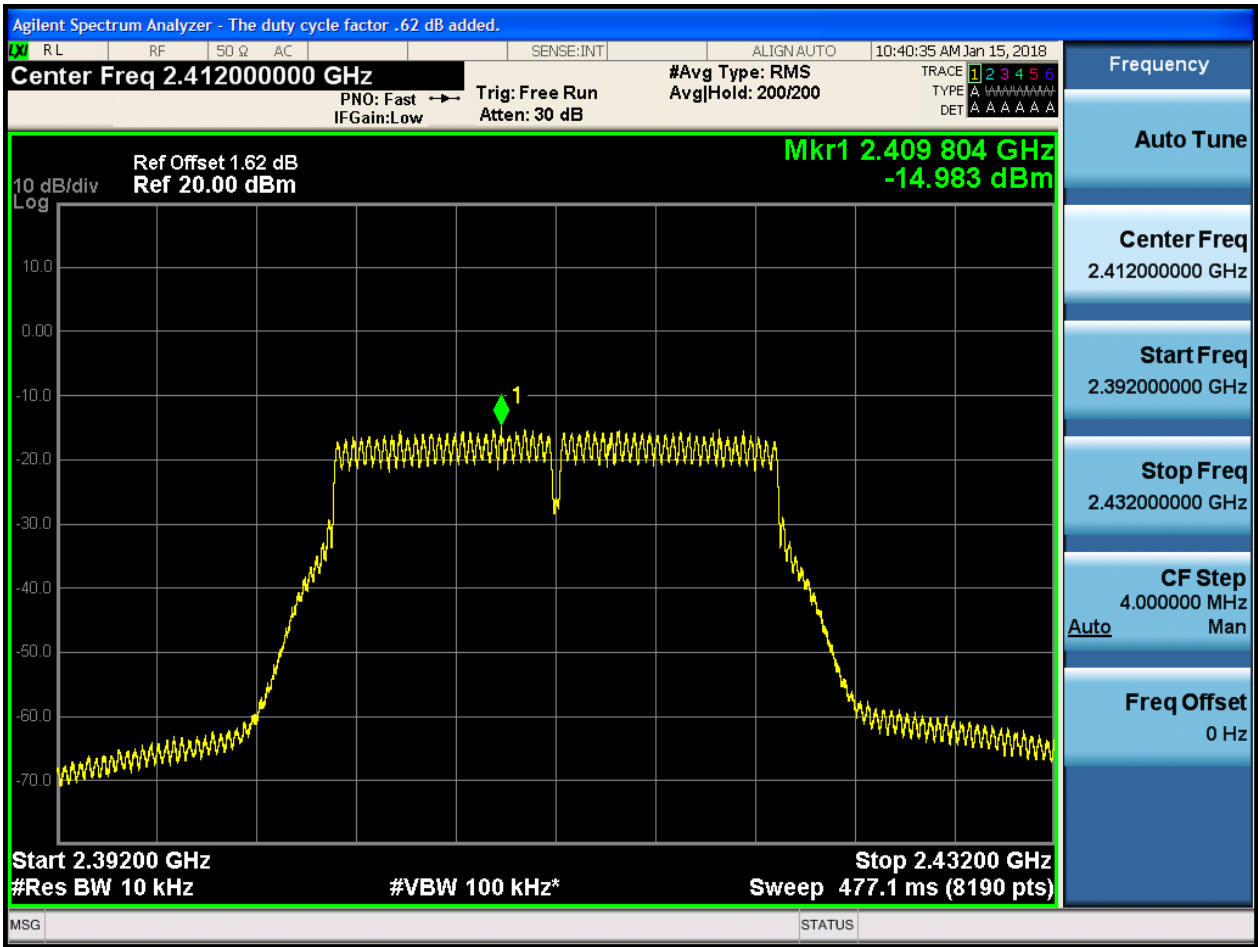 Agilent Spectrum Analyzer - The duty cycle factor .62 dB added.
LXI RL RF 50 Ω AC SENSE:INT ALIGNAUTO 10:40:35 AM Jan 15, 2018
Center Freq 2.412000000 GHz
PNO: Fast
IFGain:Low
Trig: Free Run
Atten: 30 dB
#Avg Type: RMS
Avg|Hold: 200/200
TRACE 1 2 3 4 5 6
TYPE A WWWWW
DET A A A A A A
Mkr1 2.409 804 GHz
-14.983 dBm
Ref Offset 1.62 dB
10 dB/div Ref 20.00 dBm
Log
10.0
0.00
1
-10.0
-20.0
-30.0
-40.0
-50.0
-60.0
-70.0
Start 2.39200 GHz Stop 2.43200 GHz
#Res BW 10 kHz #VBW 100 kHz* Sweep 477.1 ms (8190 pts)
MSG STATUS
Frequency
Auto Tune
Center Freq
2.412000000 GHz
Start Freq
2.392000000 GHz
Stop Freq
2.432000000 GHz
CF Step
4.000000 MHz
Auto Man
Freq Offset
0 Hz